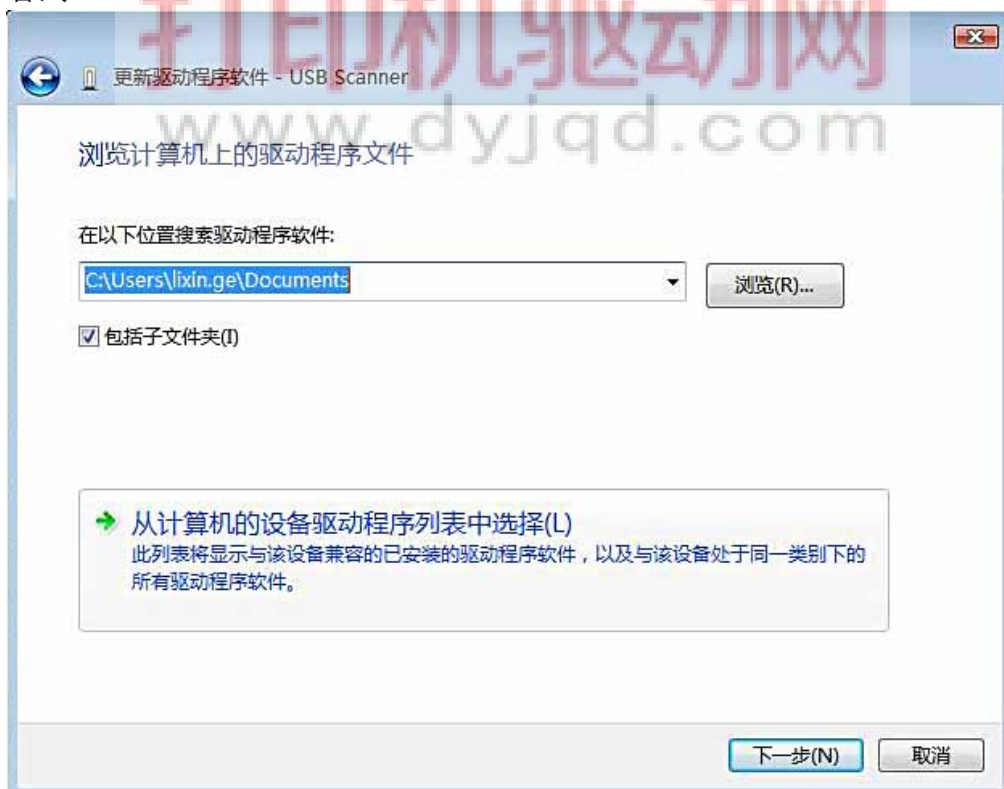 打印机驱动网
www.dyjqd.com
更新驱动程序软件 - USB Scanner
浏览计算机上的驱动程序文件
在以下位置搜索驱动程序软件:
C:\Users\lixin.ge\Documents
浏览(R)...
包括子文件夹(I)
从计算机的设备驱动程序列表中选择(L)
此列表将显示与该设备兼容的已安装的驱动程序软件，以及与该设备处于同一类别下的
所有驱动程序软件。
下一步(N)
取消